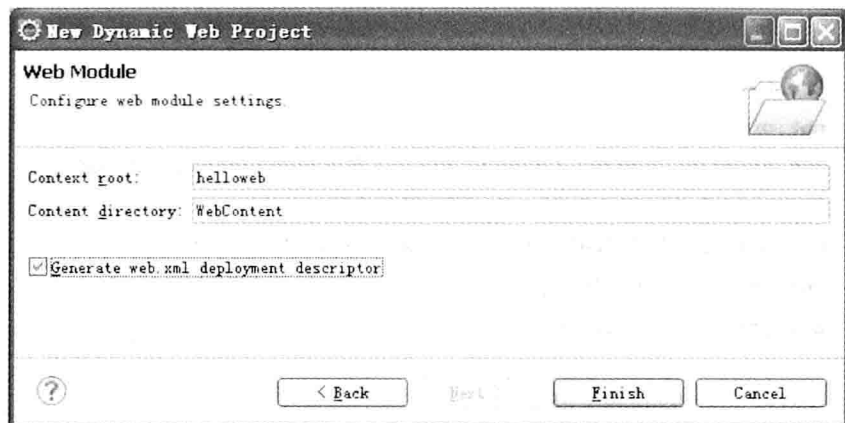 New Dynamic Web Project
Web Module
Configure web module settings.
Context root: helloweb
Content directory: WebContent
Generate web.xml deployment descriptor
?
< Back
Next
Finish
Cancel